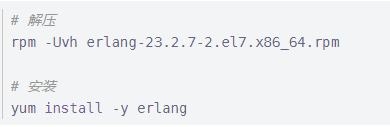 # 解压
rpm -Uvh erlang-23.2.7-2.el7.x86_64.rpm
# 安装
yum install -y erlang